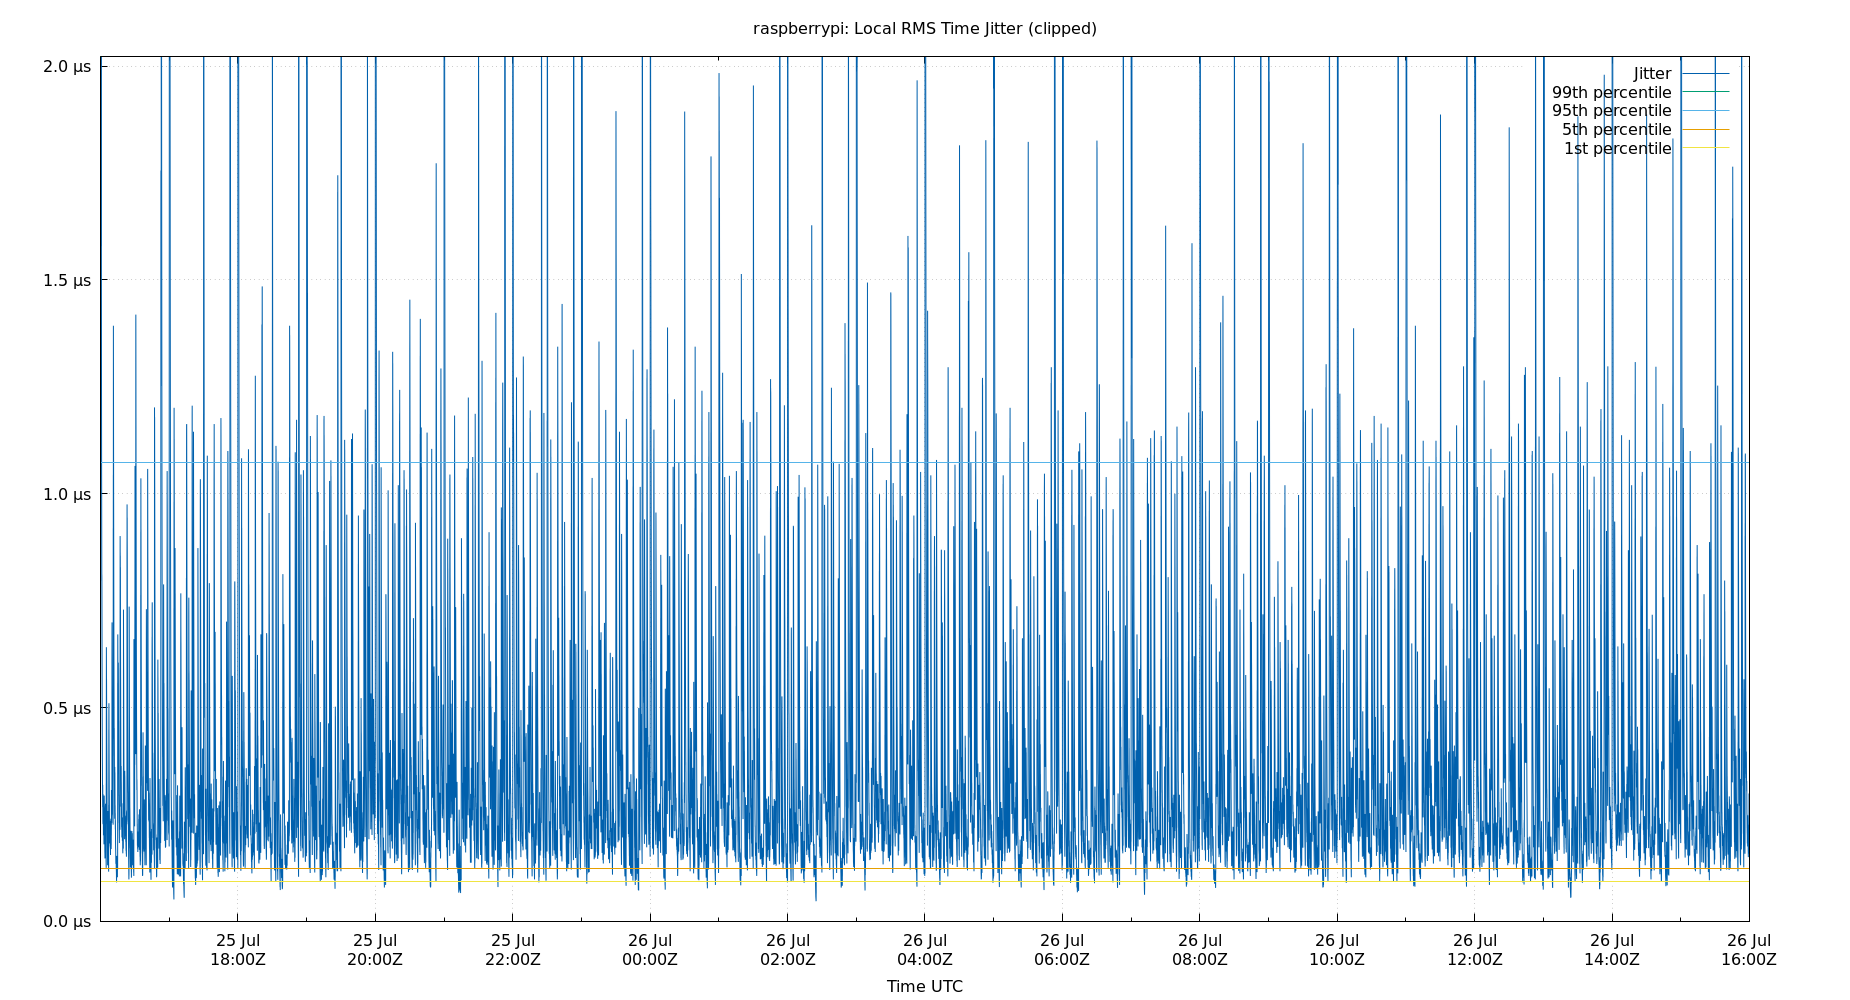 raspberrypi: Local RMS Time Jitter (clipped)
2.0 µs
1.5 µs
1.0 µs
0.5 µs
0.0 µs
Jitter
99th percentile
95th percentile
5th percentile
1st percentile
25 Jul 25 Jul 25 Jul 26 Jul 26 Jul 26 Jul 26 Jul 26 Jul 26 Jul 26 Jul 26 Jul 26 Jul
18:00Z 20:00Z 22:00Z 00:00Z 02:00Z 04:00Z 06:00Z 08:00Z 10:00Z 12:00Z 14:00Z 16:00Z
Time UTC